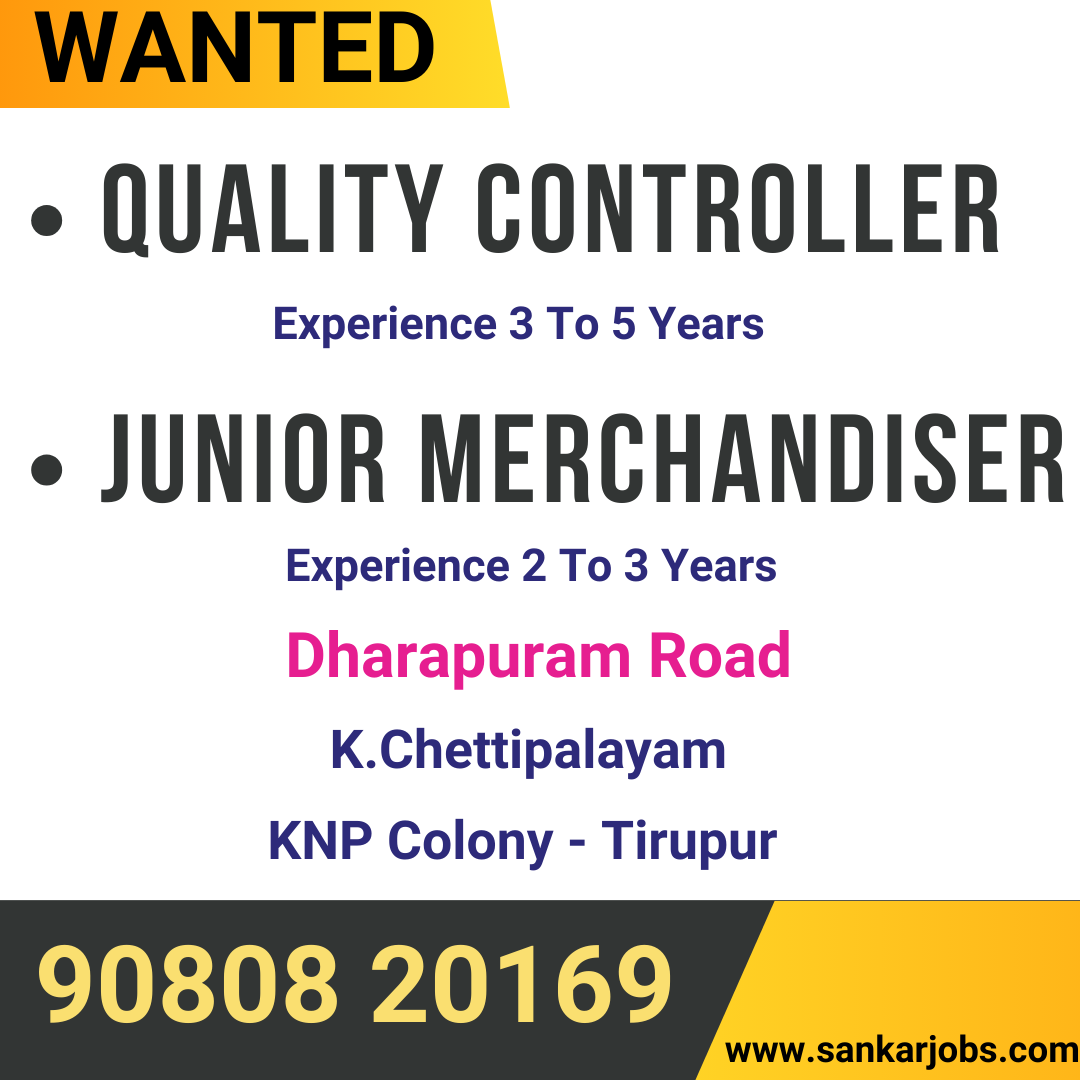 WANTED
• QUALITY CONTROLLER
Experience 3 To 5 Years
• JUNIOR MERCHANDISER
Experience 2 To 3 Years
Dharapuram Road
K.Chettipalayam
KNP Colony - Tirupur
90808 20169
www.sankarjobs.com